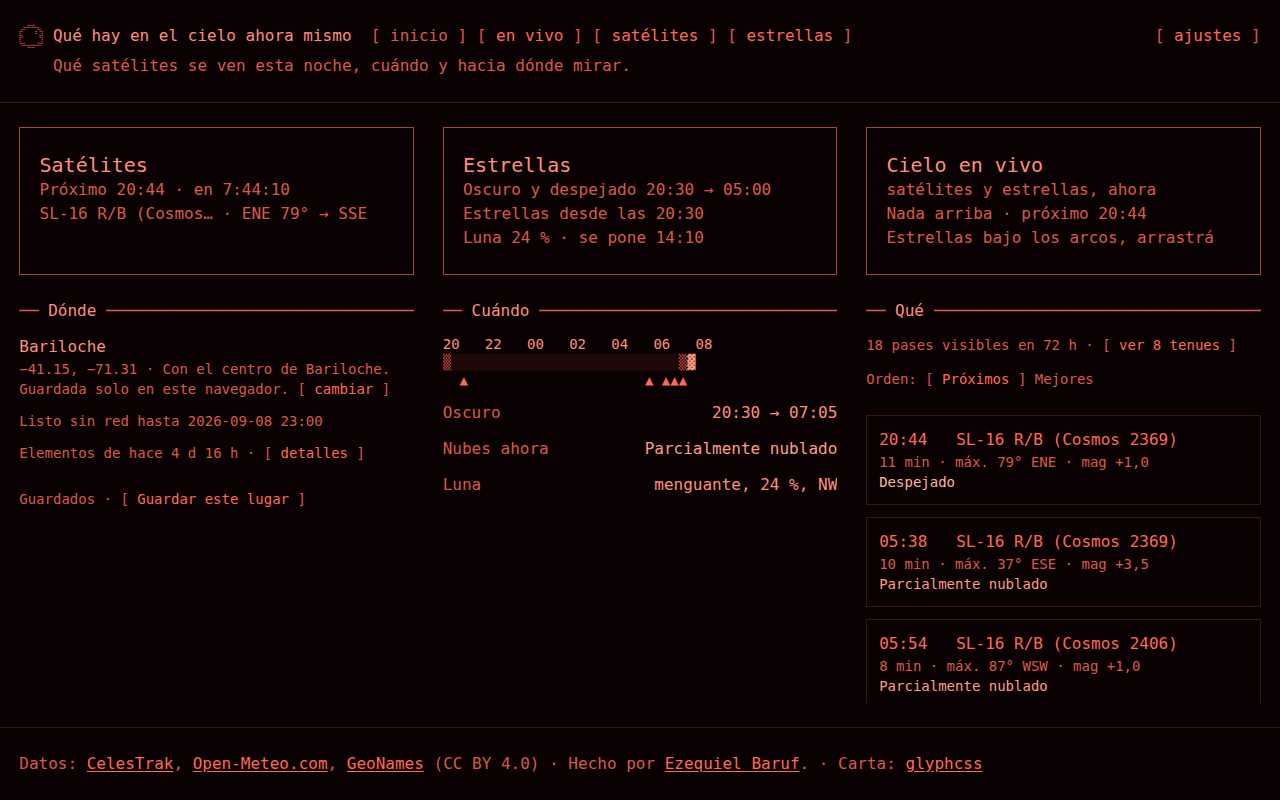 Qué hay en el cielo ahora mismo [ inicio ] [ en vivo ] [ satélites ] [ estrellas ] [ ajustes ]
Qué satélites se ven esta noche, cuándo y hacia dónde mirar.
Satélites
Próximo 20:44 · en 7:44:10
SL-16 R/B (Cosmos… · ENE 79° → SSE
Estrellas
Oscuro y despejado 20:30 → 05:00
Estrellas desde las 20:30
Luna 24 % · se pone 14:10
Cielo en vivo
satélites y estrellas, ahora
Nada arriba · próximo 20:44
Estrellas bajo los arcos, arrastrá
Dónde
Bariloche
−41.15, −71.31 · Con el centro de Bariloche.
Guardada solo en este navegador. [ cambiar ]
Listo sin red hasta 2026-09-08 23:00
Elementos de hace 4 d 16 h · [ detalles ]
Guardados · [ Guardar este lugar ]
Cuándo
20 22 00 02 04 06 08
Oscuro 20:30 → 07:05
Nubes ahora Parcialmente nublado
Luna menguante, 24 %, NW
Qué
18 pases visibles en 72 h · [ ver 8 tenues ]
Orden: [ Próximos ] Mejores
20:44 SL-16 R/B (Cosmos 2369)
11 min · máx. 79° ENE · mag +1,0
Despejado
05:38 SL-16 R/B (Cosmos 2369)
10 min · máx. 37° ESE · mag +3,5
Parcialmente nublado
05:54 SL-16 R/B (Cosmos 2406)
8 min · máx. 87° WSW · mag +1,0
Parcialmente nublado
Datos: CelesTrak, Open-Meteo.com, GeoNames (CC BY 4.0) · Hecho por Ezequiel Baruf. · Carta: glyphcss